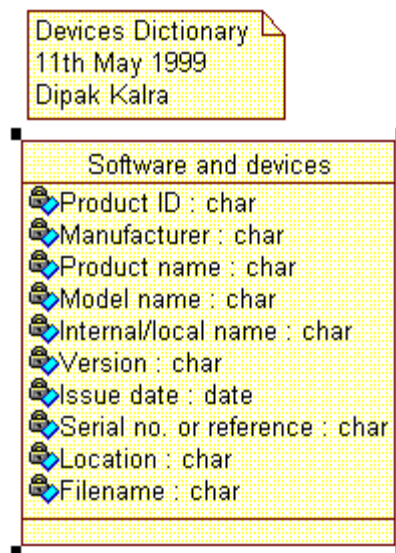 Devices Dictionary
11th May 1999
Dipak Kalra
Software and devices
Product ID : char
Manufacturer : char
Product name : char
Model name : char
Internal/local name : char
Version : char
Issue date : date
Serial no. or reference : char
Location : char
Filename : char